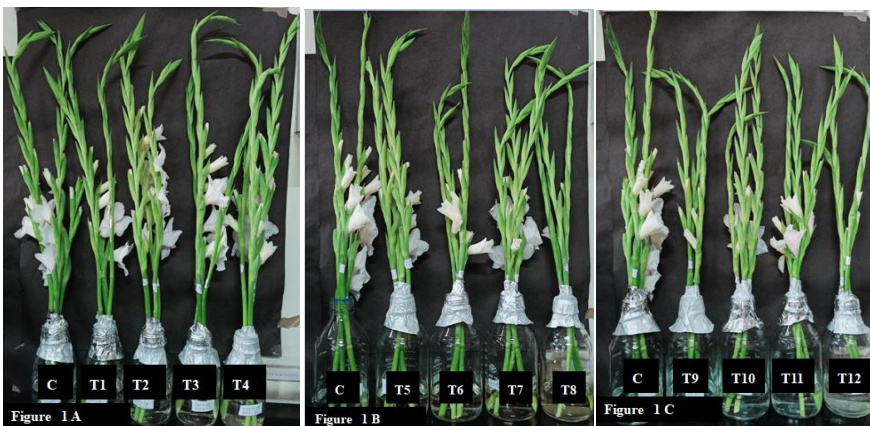 C T1 T2 T3 T4
Figure 1 A
C T5 T6 T7 T8
Figure 1 B
C T9 T10 T11 T12
Figure 1 C